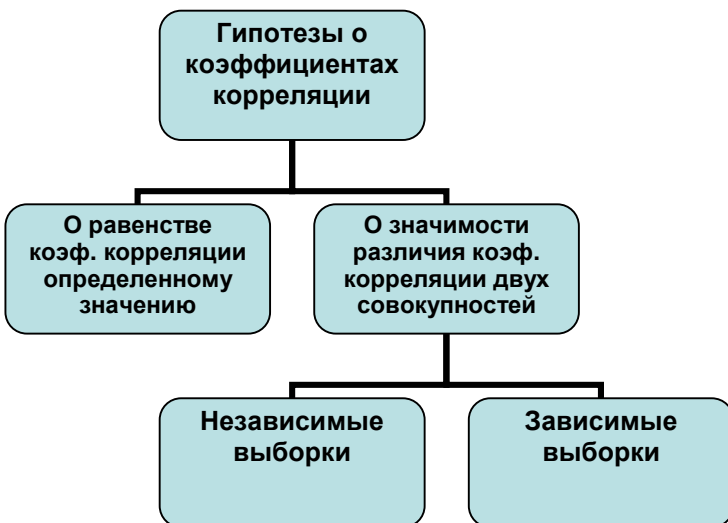 Гипотезы о
коэффициентах
корреляции
О равенстве
коэф. корреляции
определенному
значению
О значимости
различия коэф.
корреляции двух
совокупностей
Независимые
выборки
Зависимые
выборки